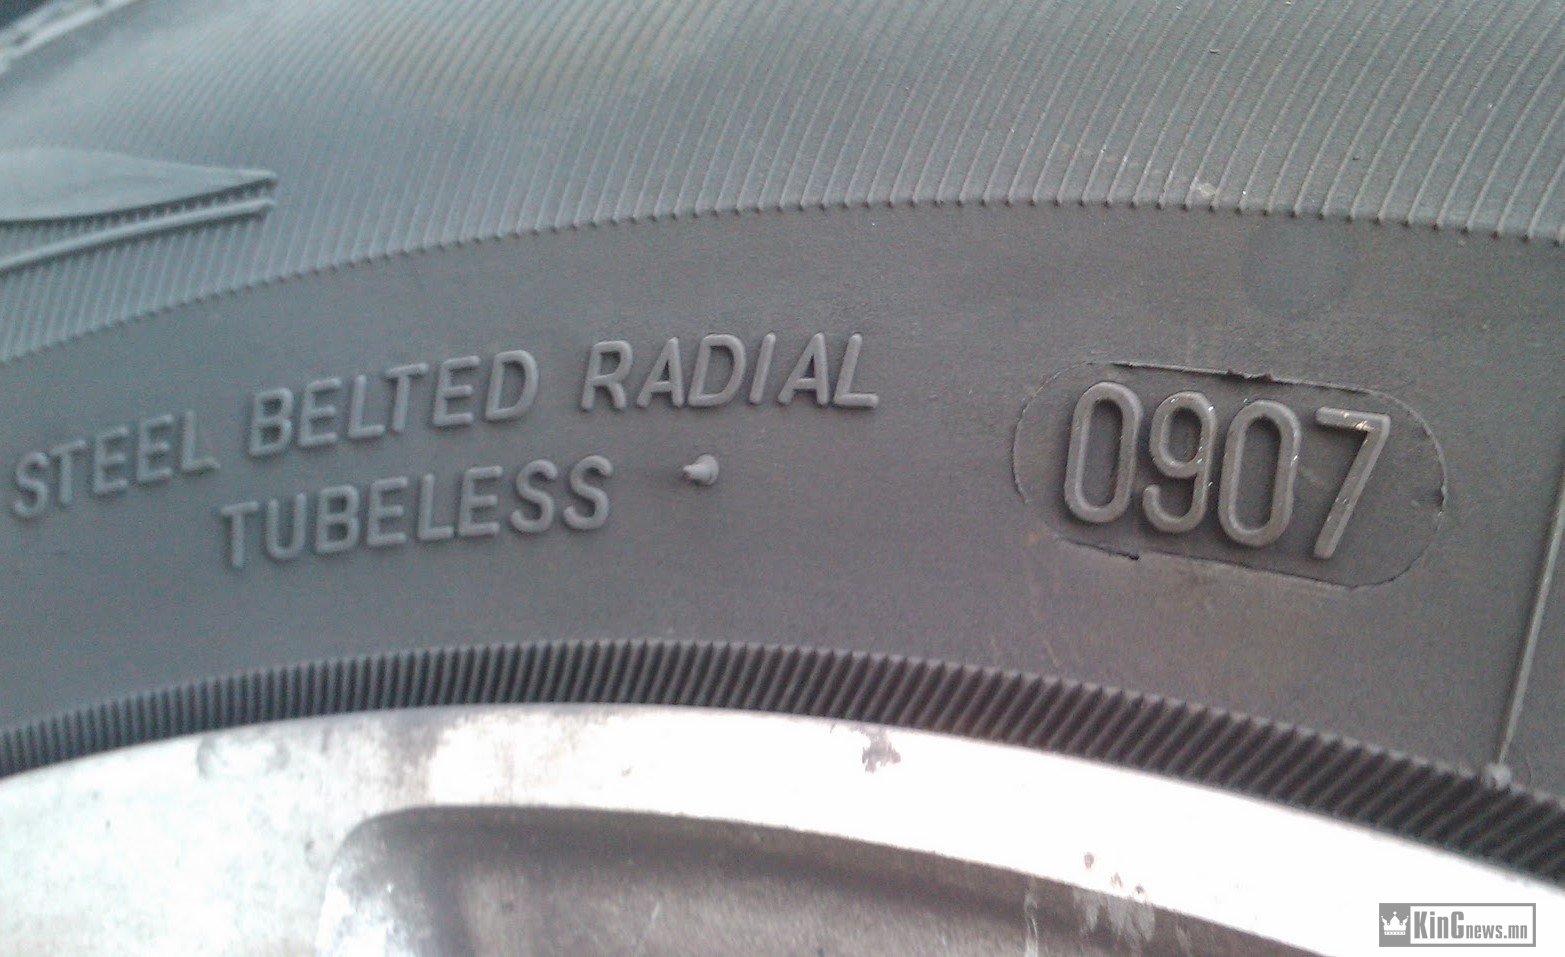 STEEL BELTED RADIAL
TUBELESS
0907
KinGnews.mn